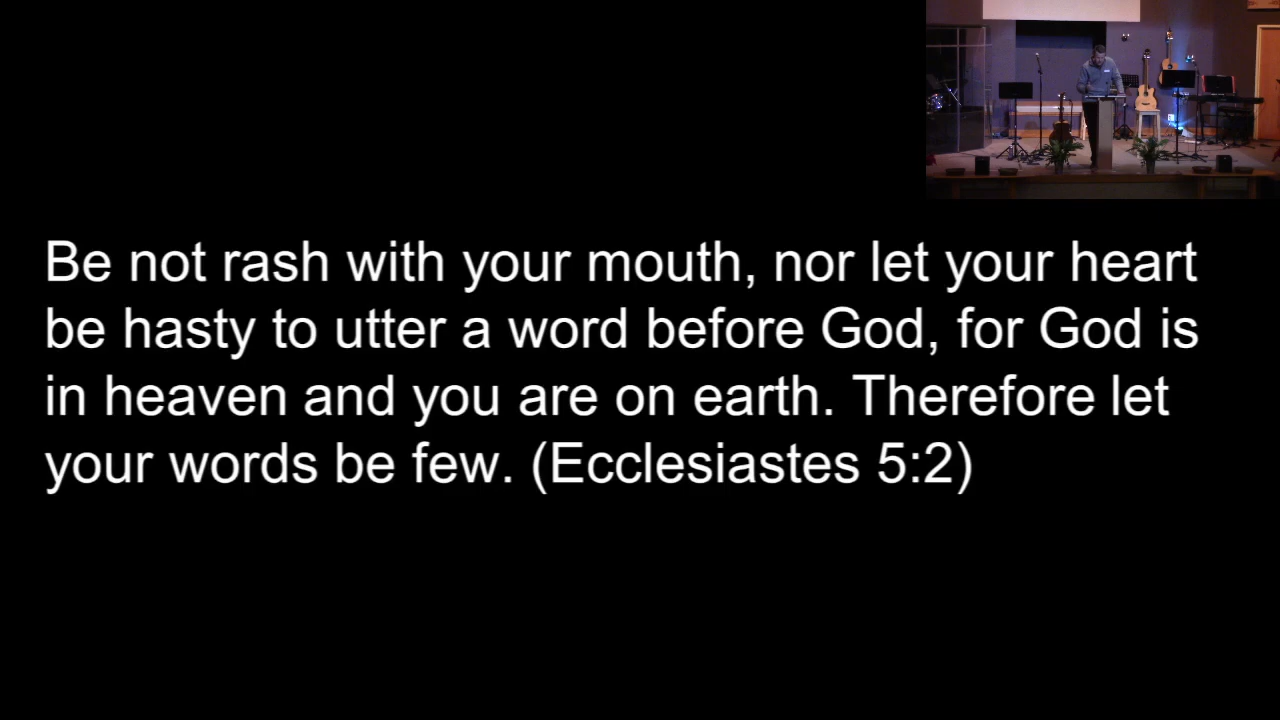 Be not rash with your mouth, nor let your heart
be hasty to utter a word before God, for God is
in heaven and you are on earth. Therefore let
your words be few. (Ecclesiastes 5:2)